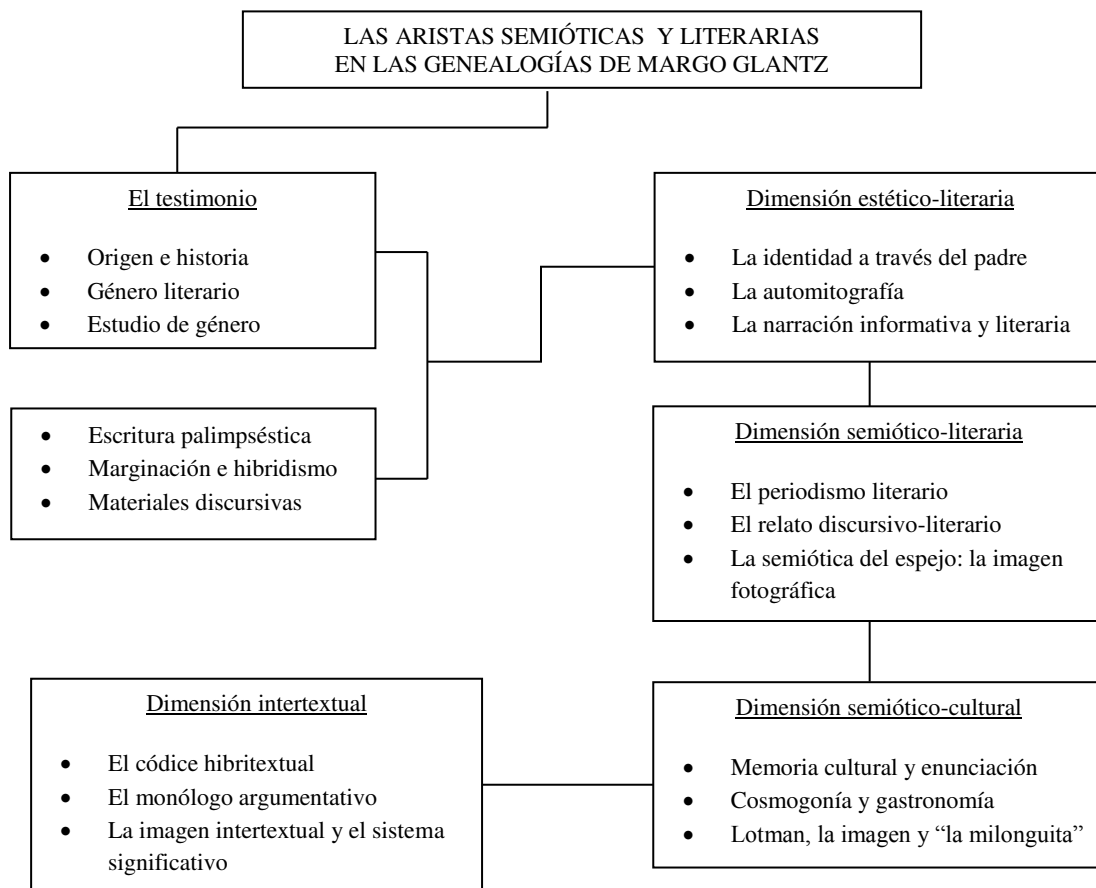 LAS ARISTAS SEMIÓTICAS Y LITERARIAS
EN LAS GENEALOGÍAS DE MARGO GLANTZ
El testimonio
• Origen e historia
• Género literario
• Estudio de género
• Escritura palimpséstica
• Marginación e hibridismo
• Materiales discursivas
Dimensión estético-literaria
• La identidad a través del padre
• La automitografía
• La narración informativa y literaria
Dimensión semiótico-literaria
• El periodismo literario
• El relato discursivo-literario
• La semiótica del espejo: la imagen
fotográfica
Dimensión semiótico-cultural
• Memoria cultural y enunciación
• Cosmogonía y gastronomía
• Lotman, la imagen y “la milonguita”
Dimensión intertextual
• El códice hibritextual
• El monólogo argumentativo
• La imagen intertextual y el sistema
significativo